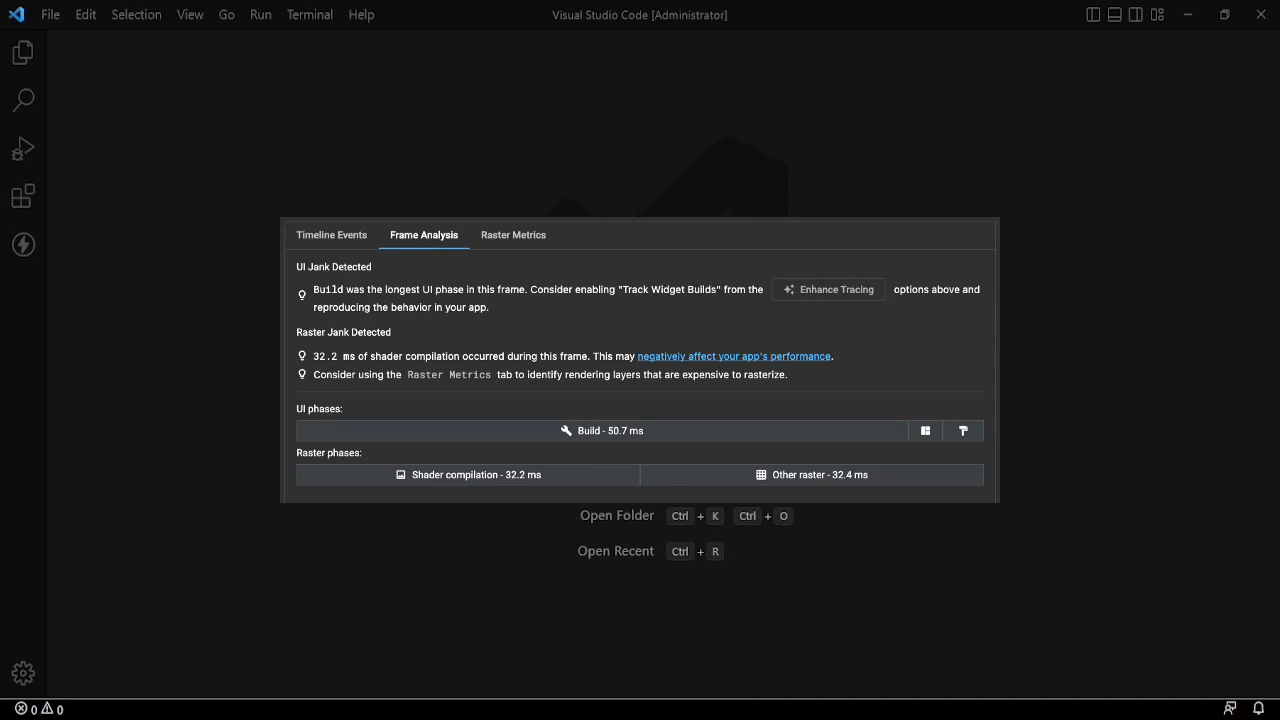 File Edit Selection View Go Run Terminal Help Visual Studio Code [Administrator]
Timeline Events Frame Analysis Raster Metrics
UI Jank Detected
Build was the longest UI phase in this frame. Consider enabling "Track Widget Builds" from the Enhance Tracing options above and
reproducing the behavior in your app.
Raster Jank Detected
32.2 ms of shader compilation occurred during this frame. This may negatively affect your app's performance.
Consider using the Raster Metrics tab to identify rendering layers that are expensive to rasterize.
UI phases:
Build - 50.7 ms
Raster phases:
Shader compilation - 32.2 ms Other raster - 32.4 ms
Open Folder Ctrl + K Ctrl + O
Open Recent Ctrl + R
0 0